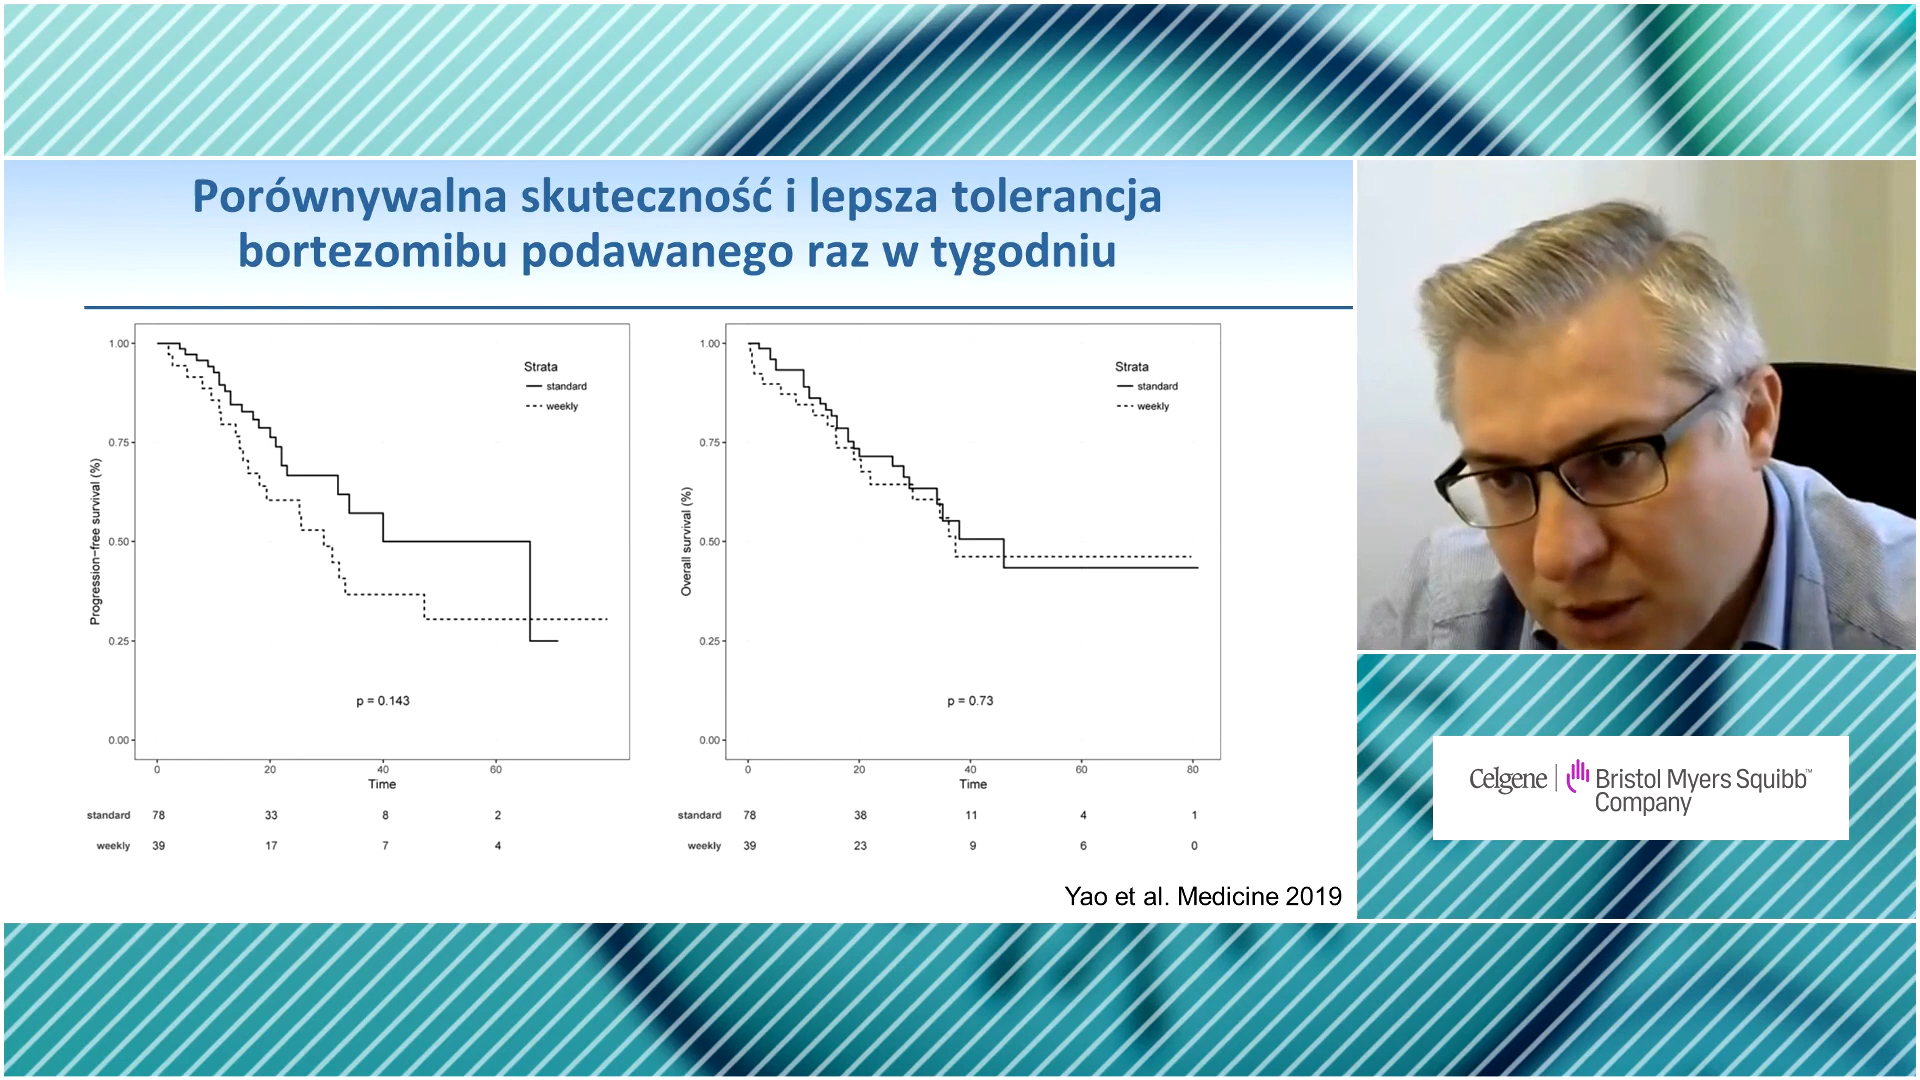 Porównywalna skuteczność i lepsza tolerancja
bortezomibu podawanego raz w tygodniu
Progression-free survival (%)
1.00
0.75
0.50
0.25
0.00
Strata
standard
weekly
p = 0.143
0 20 40 60
Time
standard 78 33 8 2
weekly 39 17 7 4
Overall survival (%)
1.00
0.75
0.50
0.25
0.00
Strata
standard
weekly
p = 0.73
0 20 40 60 80
Time
standard 78 38 11 4 1
weekly 39 23 9 6 0
Yao et al. Medicine 2019
Celgene | Bristol Myers Squibb™
Company